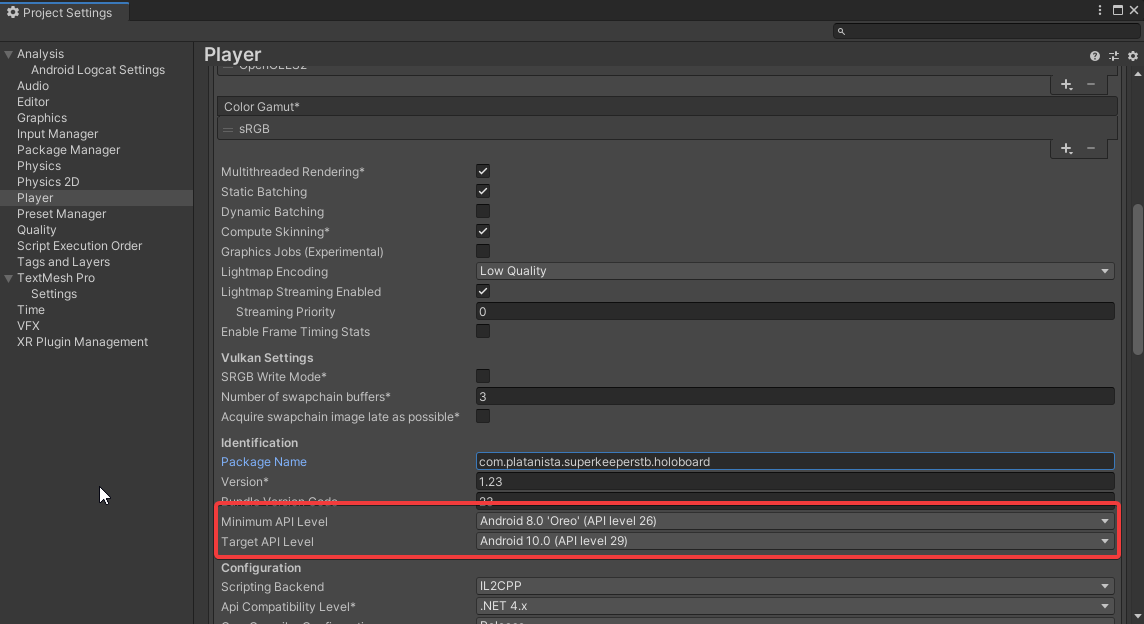 Project Settings
Analysis
Android Logcat Settings
Audio
Editor
Graphics
Input Manager
Package Manager
Physics
Physics 2D
Player
Preset Manager
Quality
Script Execution Order
Tags and Layers
TextMesh Pro
Settings
Time
VFX
XR Plugin Management
Player
OpenGLES2
Color Gamut*
sRGB
Multithreaded Rendering*
Static Batching
Dynamic Batching
Compute Skinning*
Graphics Jobs (Experimental)
Lightmap Encoding Low Quality
Lightmap Streaming Enabled
Streaming Priority 0
Enable Frame Timing Stats
Vulkan Settings
SRGB Write Mode*
Number of swapchain buffers* 3
Acquire swapchain image late as possible*
Identification
Package Name com.platanista.superkeeperstb.holoboard
Version* 1.23
Bundle Version Code 23
Minimum API Level Android 8.0 'Oreo' (API level 26)
Target API Level Android 10.0 (API level 29)
Configuration
Scripting Backend IL2CPP
Api Compatibility Level* .NET 4.x
Release